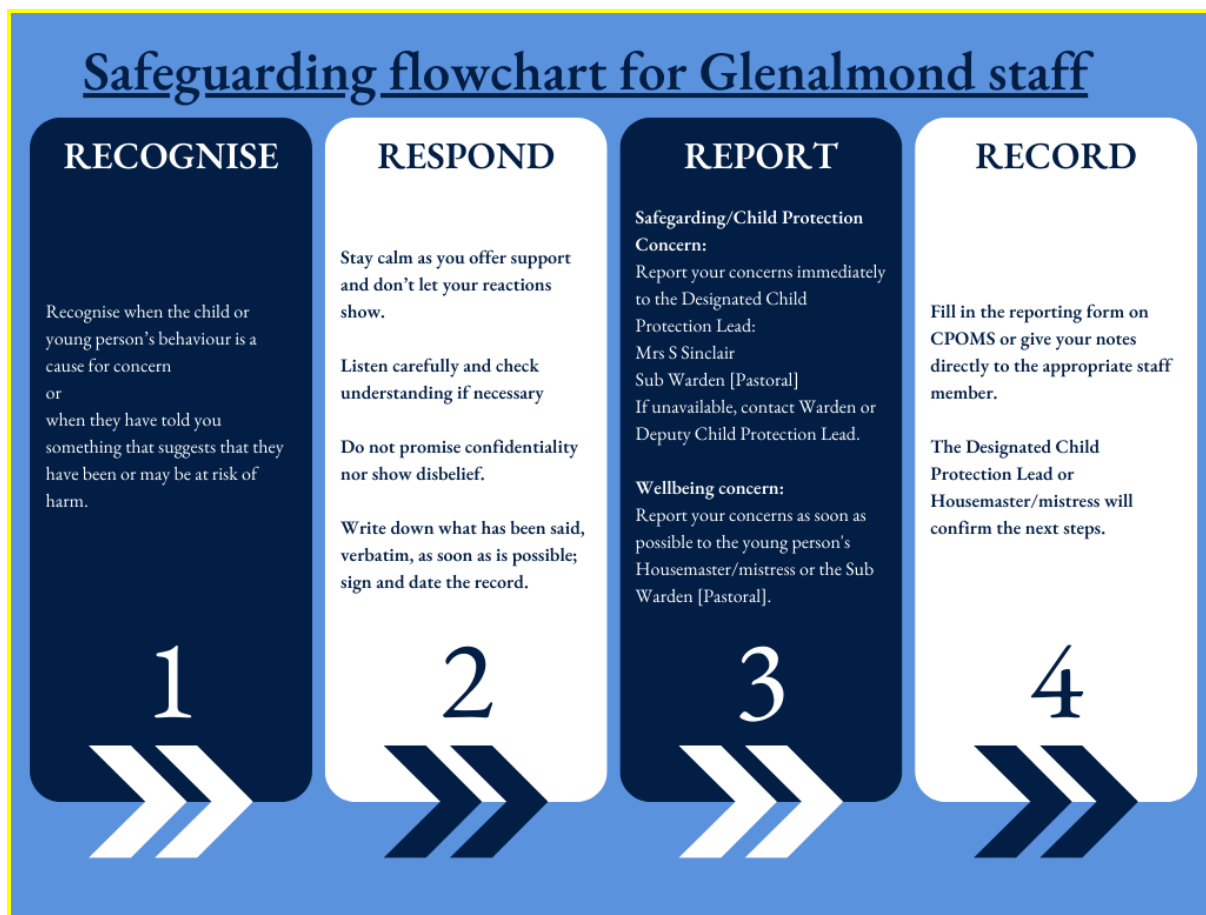 Safeguarding flowchart for Glenalmond staff
RECOGNISE
Recognise when the child or
young person's behaviour is a
cause for concern
or
when they have told you
something that suggests that they
have been or may be at risk of
harm.
1
RESPOND
Stay calm as you offer support
and don't let your reactions
show.
Listen carefully and check
understanding if necessary
Do not promise confidentiality
nor show disbelief.
Write down what has been said,
verbatim, as soon as is possible;
sign and date the record.
2
REPORT
Safegarding/Child Protection
Concern:
Report your concerns immediately
to the Designated Child
Protection Lead:
Mrs S Sinclair
Sub Warden [Pastoral]
If unavailable, contact Warden or
Deputy Child Protection Lead.
Wellbeing concern:
Report your concerns as soon as
possible to the young person's
Housemaster/mistress or the Sub
Warden [Pastoral].
3
RECORD
Fill in the reporting form on
CPOMS or give your notes
directly to the appropriate staff
member.
The Designated Child
Protection Lead or
Housemaster/mistress will
confirm the next steps.
4